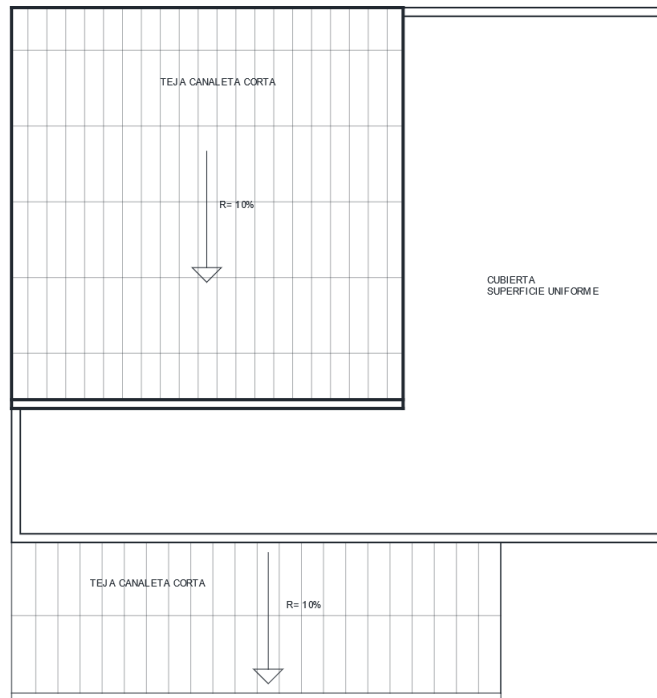 TEJA CANALETA CORTA
R= 10%
CUBIERTA
SUPERFICIE UNIFORME
TEJA CANALETA CORTA
R= 10%